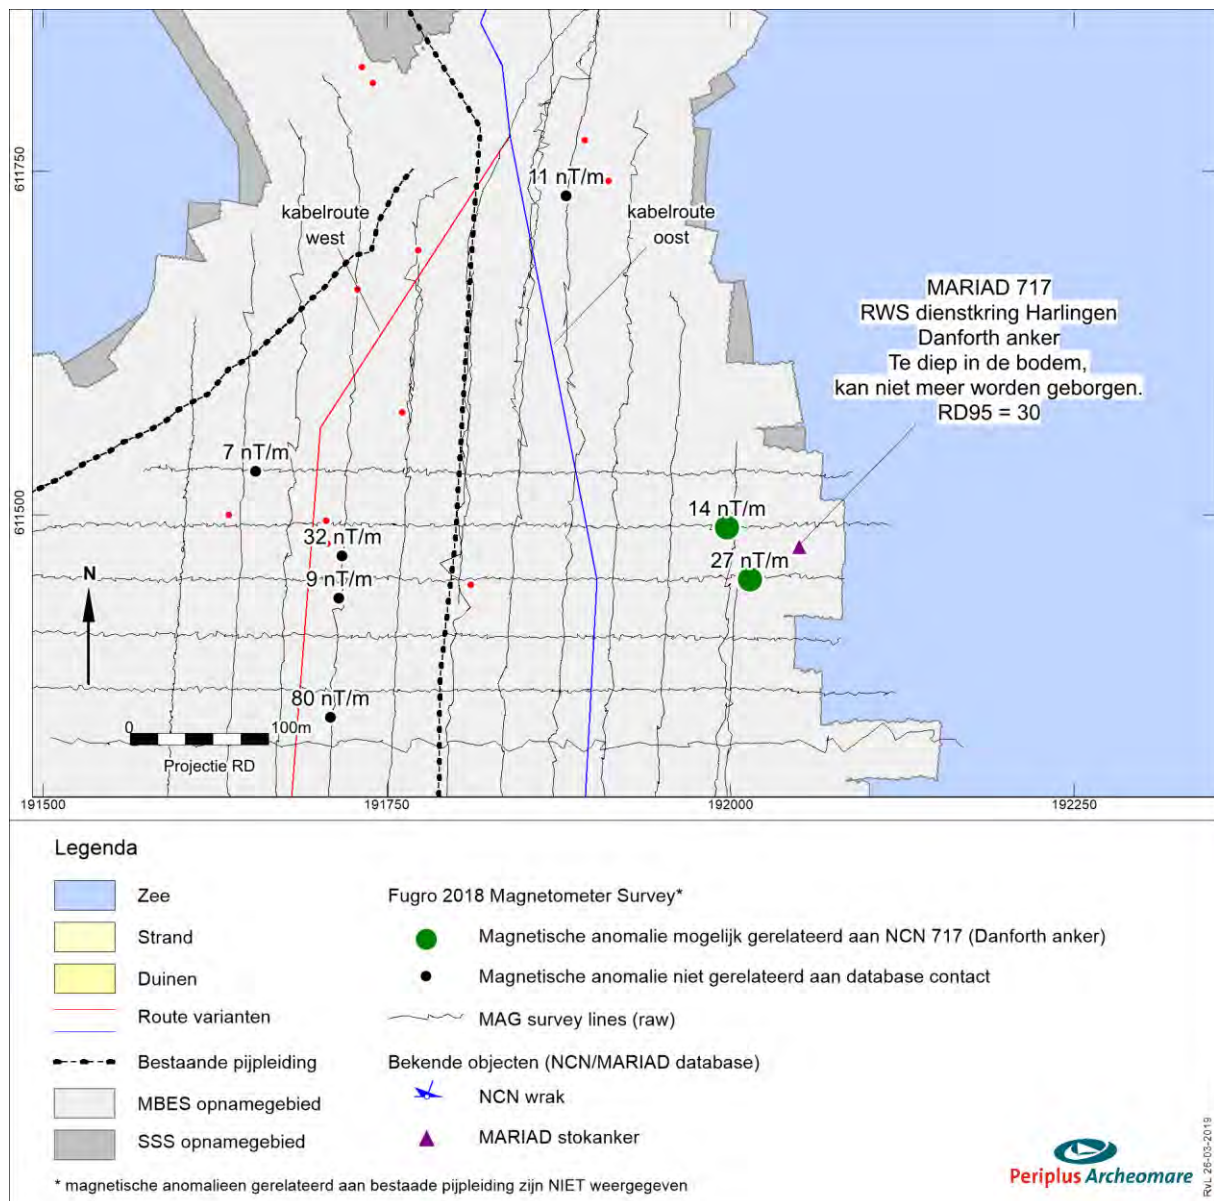 611750
611500
11 nT/m
kabelroute
west
kabelroute
oost
MARIAD 717
RWS dienstkring Harlingen
Danforth anker
Te diep in de bodem,
kan niet meer worden geborgen.
RD95 = 30
7 nT/m
14 nT/m
32 nT/m
27 nT/m
9 nT/m
N
80 nT/m
0
100m
Projectie RD
191500
191750
192000
192250
Legenda
Zee
Strand
Duinen
Route varianten
Bestaande pijpleiding
MBES opnamegebied
SSS opnamegebied
Fugro 2018 Magnetometer Survey*
Magnetische anomalie mogelijk gerelateerd aan NCN 717 (Danforth anker)
Magnetische anomalie niet gerelateerd aan database contact
MAG survey lines (raw)
Bekende objecten (NCN/MARIAD database)
NCN wrak
MARIAD stokanker
* magnetische anomalieen gerelateerd aan bestaade pijpleiding zijn NIET weergegeven
Periplus Archeomare
RvL 26-03-2019